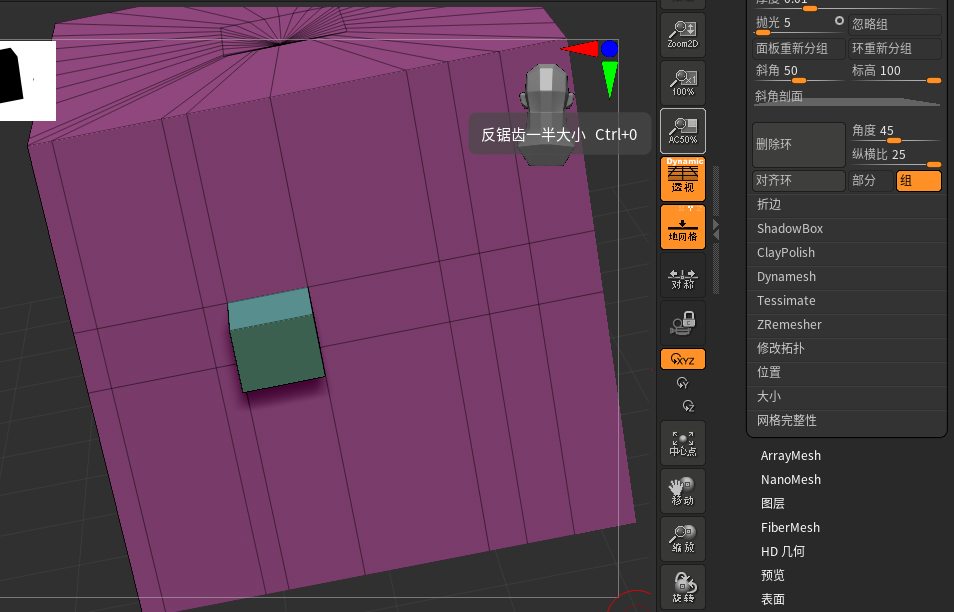 厚度 0.01
抛光 5
忽略组
面板重新分组
环重新分组
斜角 50
标高 100
斜角剖面
删除环
角度 45
纵横比 25
对齐环
部分
组
折边
ShadowBox
ClayPolish
Dynamesh
Tessimate
ZRemesher
修改拓扑
位置
大小
网格完整性
ArrayMesh
NanoMesh
图层
FiberMesh
HD 几何
预览
表面
Zoom2D
100%
反锯齿一半大小 Ctrl+0
AC50%
Dynamic
透视
地网格
对称
XYZ
Y
Z
中心点
移动
缩放
旋转